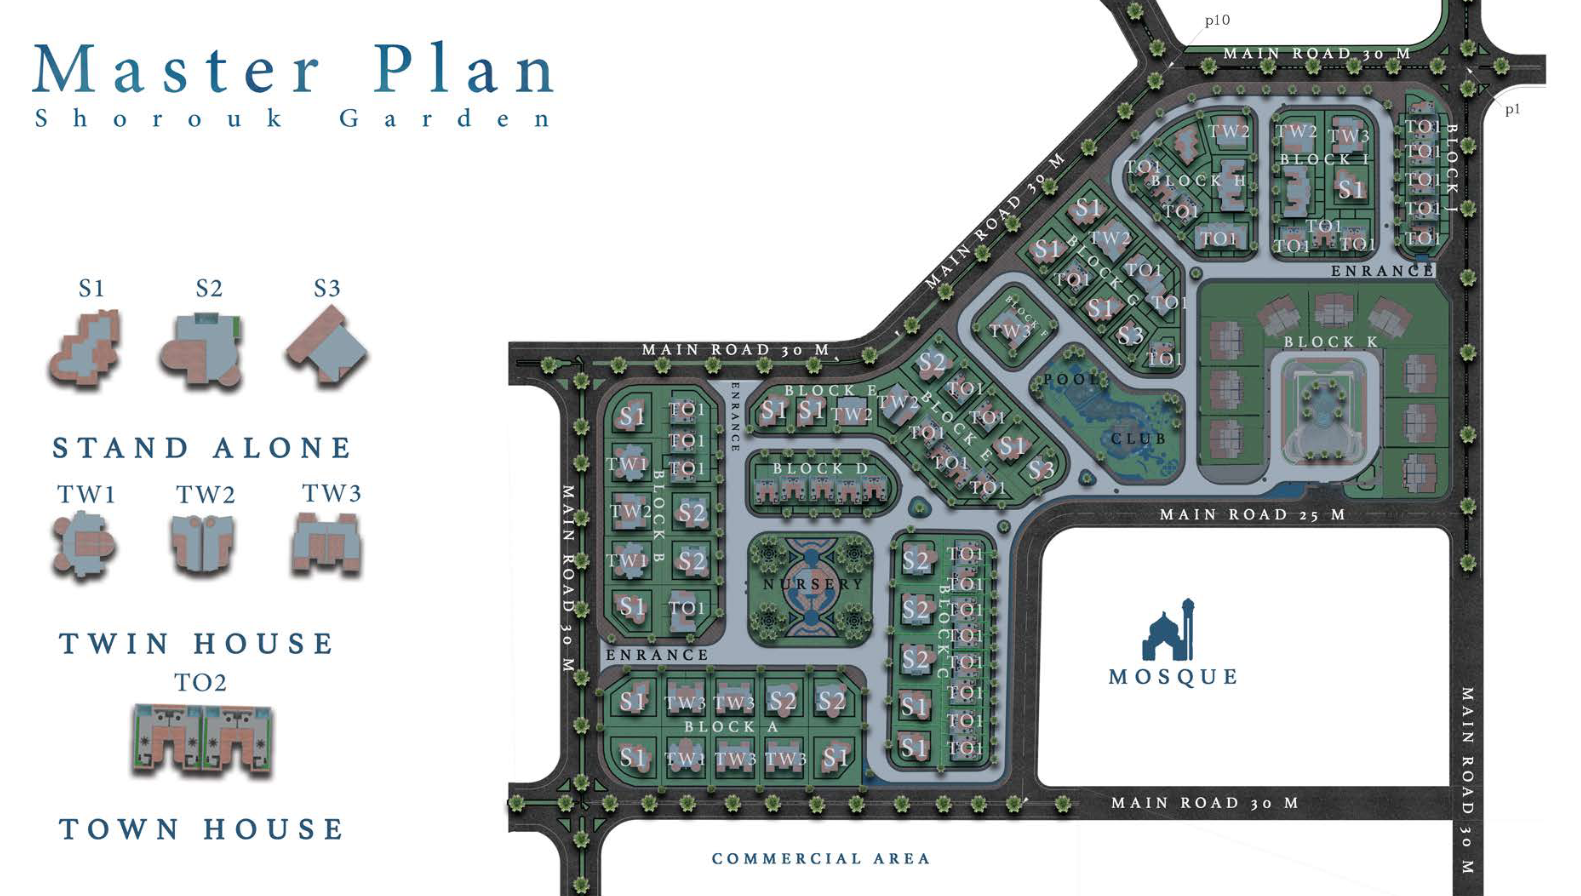 Master Plan
Shorouk Garden
S1 S2 S3
STAND ALONE
TW1 TW2 TW3
TWIN HOUSE
TO2
TOWN HOUSE
p10
MAIN ROAD 30 M
p1
TW2 TW2 TW3 TO1
BLOCK I TO1
TO1 BLOCK H S1 TO1
BLOCK J
TO1 TO1 TO1
TO1 TO1 TO1 TO1
ENRANCE
MAIN ROAD 30 M
S1
S1 TW2
BLOCK G
TO1 TO1
S1 TO1
S3
TO1
BLOCK F
TW3
BLOCK K
MAIN ROAD 30 M
POOL
CLUB
S2
TO1
BLOCK E
TW2 TO1
S1 S1 TW2
BLOCK E
TO1 S1
TO1 S3
TO1
ENRANCE
S1 TO1
TO1
TW1 TO1
BLOCK B
TW2 S2
TW1 S2
S1 TO1
BLOCK D
MAIN ROAD 25 M
MAIN ROAD 30 M
NURSERY
S2 TO1
TO1
S2 TO1
BLOCK C
TO1
S2 TO1
TO1
S1 TO1
S1 TO1
MOSQUE
ENRANCE
S1 TW3 TW3 S2 S2
BLOCK A
S1 TW1 TW3 TW3 S1
MAIN ROAD 30 M
MAIN ROAD 30 M
COMMERCIAL AREA